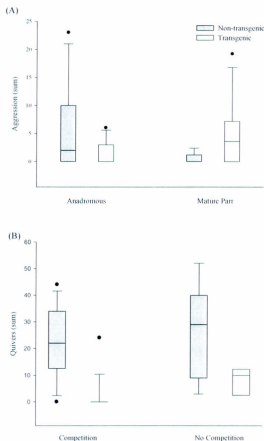 (A)
Non-transgenic
Transgenic
25
20
15
10
5
0
Aggression (sum)
Anadromous
Mature Parr
(B)
60
50
40
30
20
10
0
Quivers (sum)
Competition
No Competition